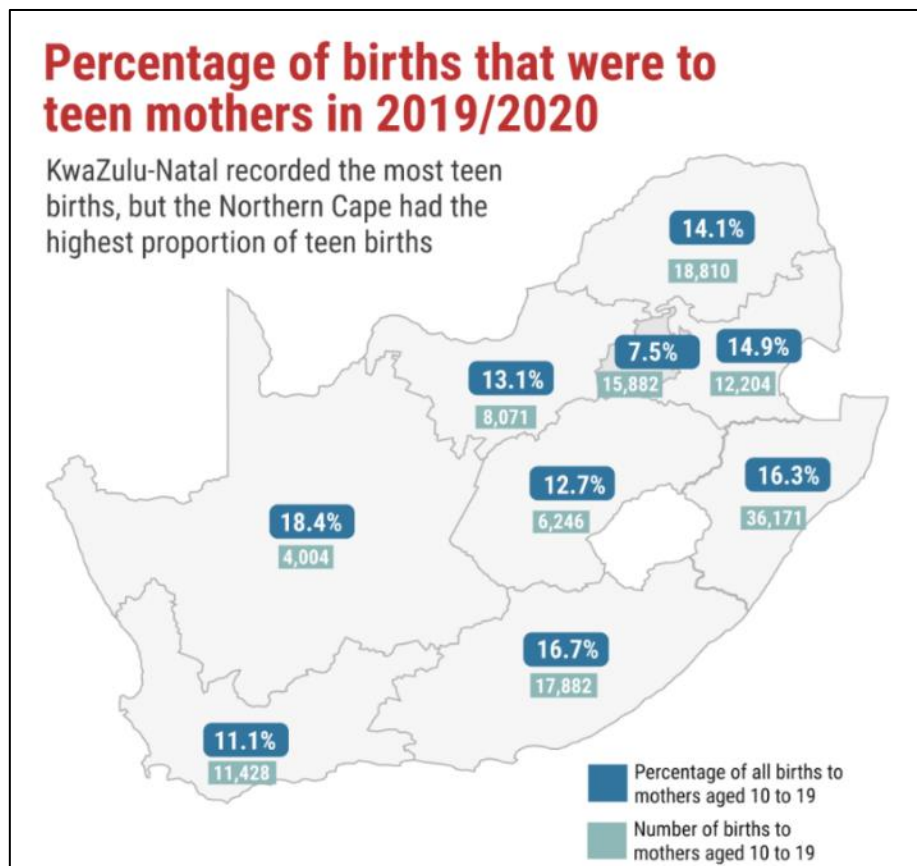 Percentage of births that were to
teen mothers in 2019/2020
KwaZulu-Natal recorded the most teen
births, but the Northern Cape had the
highest proportion of teen births
14.1%
18,810
7.5%
15,882
14.9%
12,204
13.1%
8,071
12.7%
6,246
16.3%
36,171
18.4%
4,004
16.7%
17,882
11.1%
11,428
Percentage of all births to
mothers aged 10 to 19
Number of births to
mothers aged 10 to 19